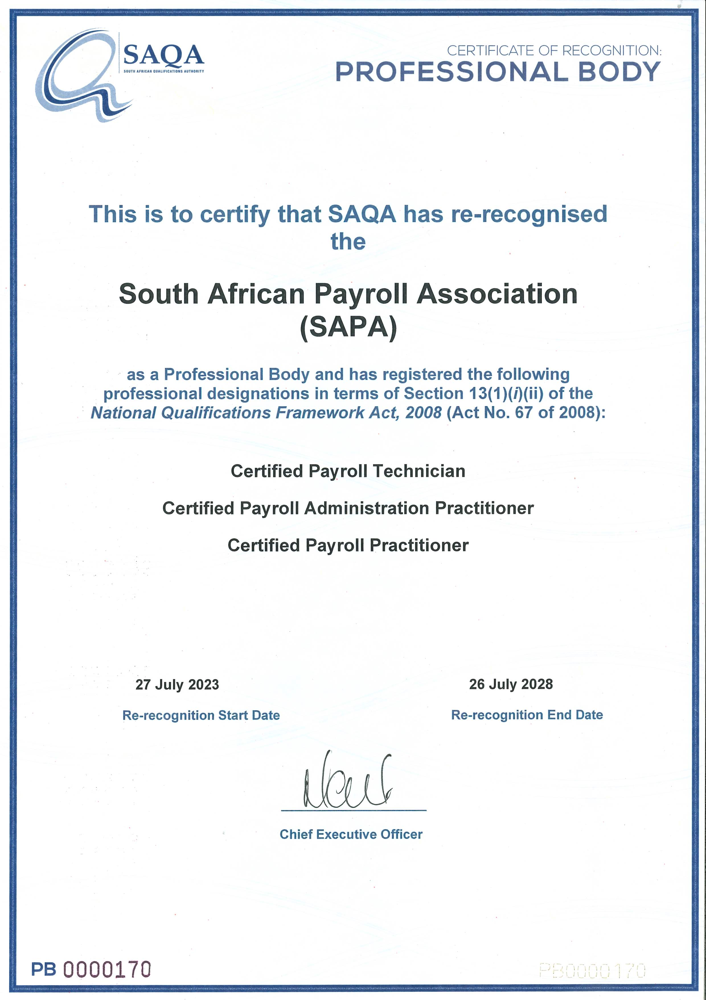 SAQA
SOUTH AFRICAN QUALIFICATIONS AUTHORITY
CERTIFICATE OF RECOGNITION:
PROFESSIONAL BODY
This is to certify that SAQA has re-recognised
the
South African Payroll Association
(SAPA)
as a Professional Body and has registered the following
professional designations in terms of Section 13(1)(i)(ii) of the
National Qualifications Framework Act, 2008 (Act No. 67 of 2008):
Certified Payroll Technician
Certified Payroll Administration Practitioner
Certified Payroll Practitioner
27 July 2023
26 July 2028
Re-recognition Start Date
Re-recognition End Date
Chief Executive Officer
PB 0000170
PB0000170